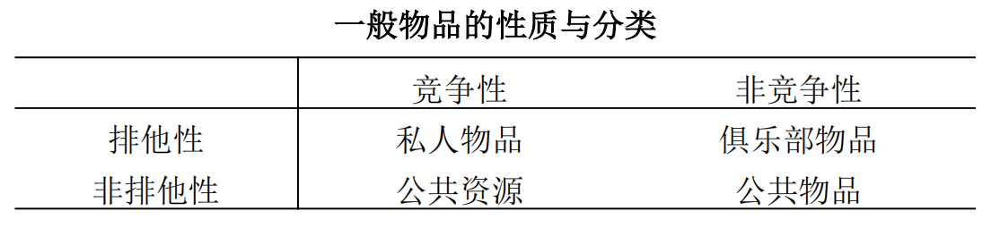 一般物品的性质与分类
竞争性 非竞争性
排他性 私人物品 俱乐部物品
非排他性 公共资源 公共物品